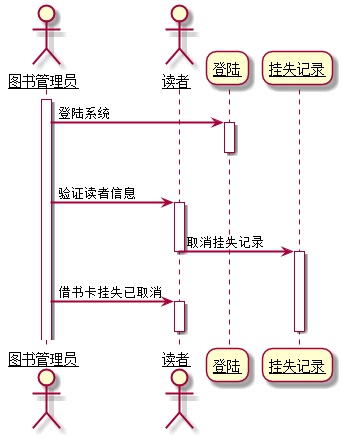 图书管理员
读者
登陆
挂失记录
登陆系统
验证读者信息
取消挂失记录
借书卡挂失已取消
图书管理员
读者
登陆
挂失记录